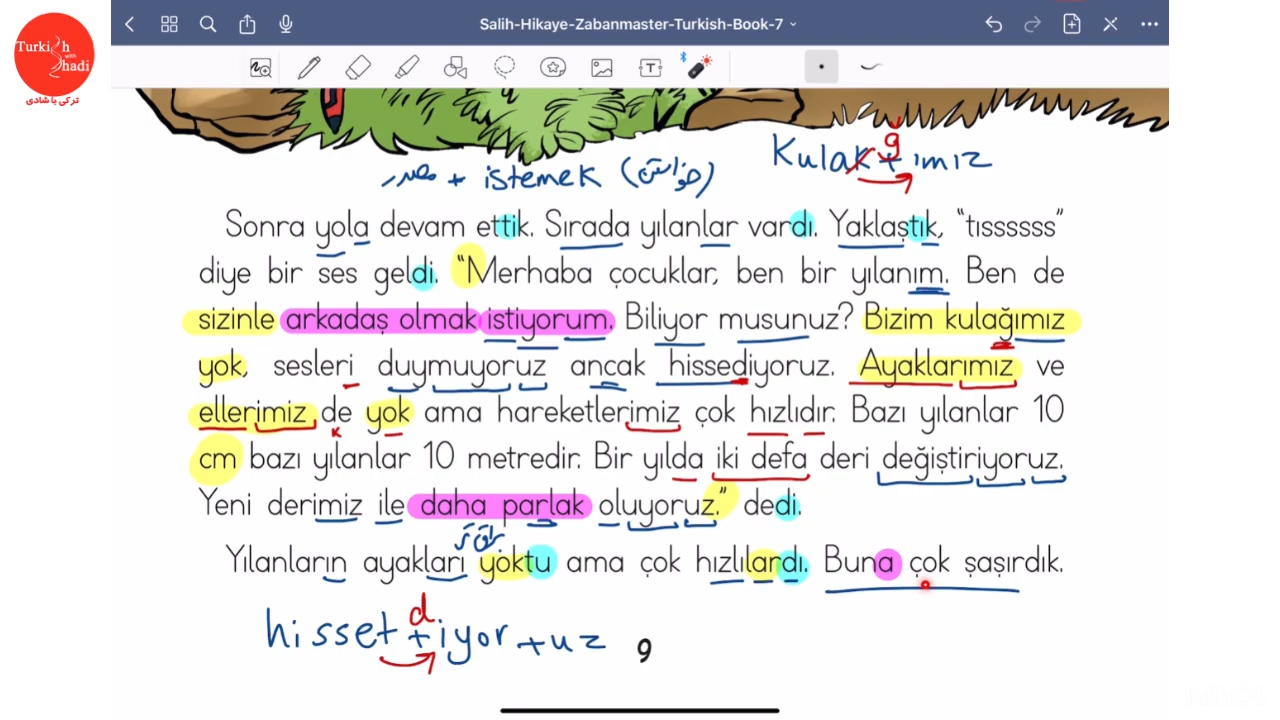 Turkish
with
Shadi
ترکی با شادی
Salih-Hikaye-Zabanmaster-Turkish-Book-7
Kulak + ımız
ğ
مصدر + istemek (خواستن)
Sonra yola devam ettik. Sırada yılanlar vardı. Yaklaştık, “tısssssss”
diye bir ses geldi. “Merhaba çocuklar, ben bir yılanım. Ben de
sizinle arkadaş olmak istiyorum. Biliyor musunuz? Bizim kulağımız
yok, sesleri duymuyoruz ancak hissediyoruz. Ayaklarımız ve
ellerimiz de yok ama hareketlerimiz çok hızlıdır. Bazı yılanlar 10
cm bazı yılanlar 10 metredir. Bir yılda iki defa deri değiştiriyoruz.
Yeni derimiz ile daha parlak oluyoruz.” dedi.
Yılanların ayakları yoktu ama çok hızlılardı. Buna çok şaşırdık.
d
hisset + iyor + uz
9